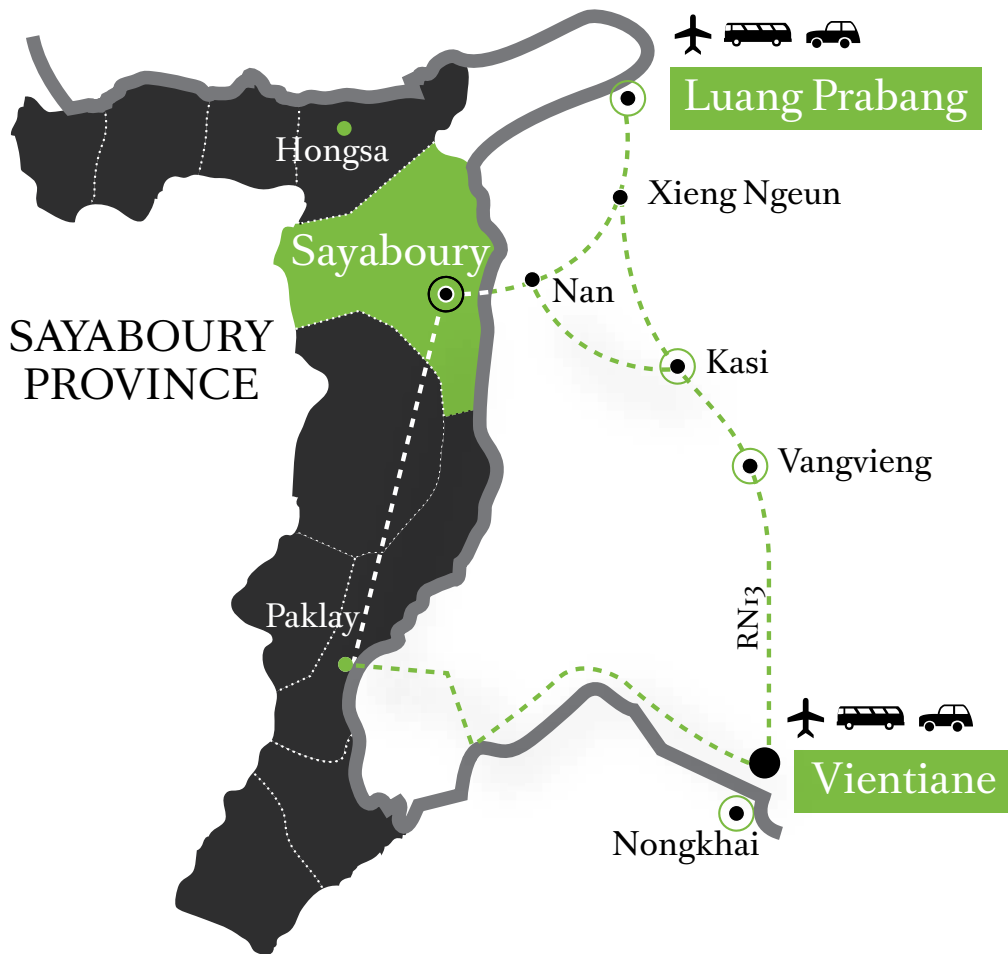 Luang Prabang
Hongsa
Xieng Ngeun
Sayaboury
Nan
SAYABOURY
PROVINCE
Kasi
Vangvieng
RN13
Paklay
Vientiane
Nongkhai